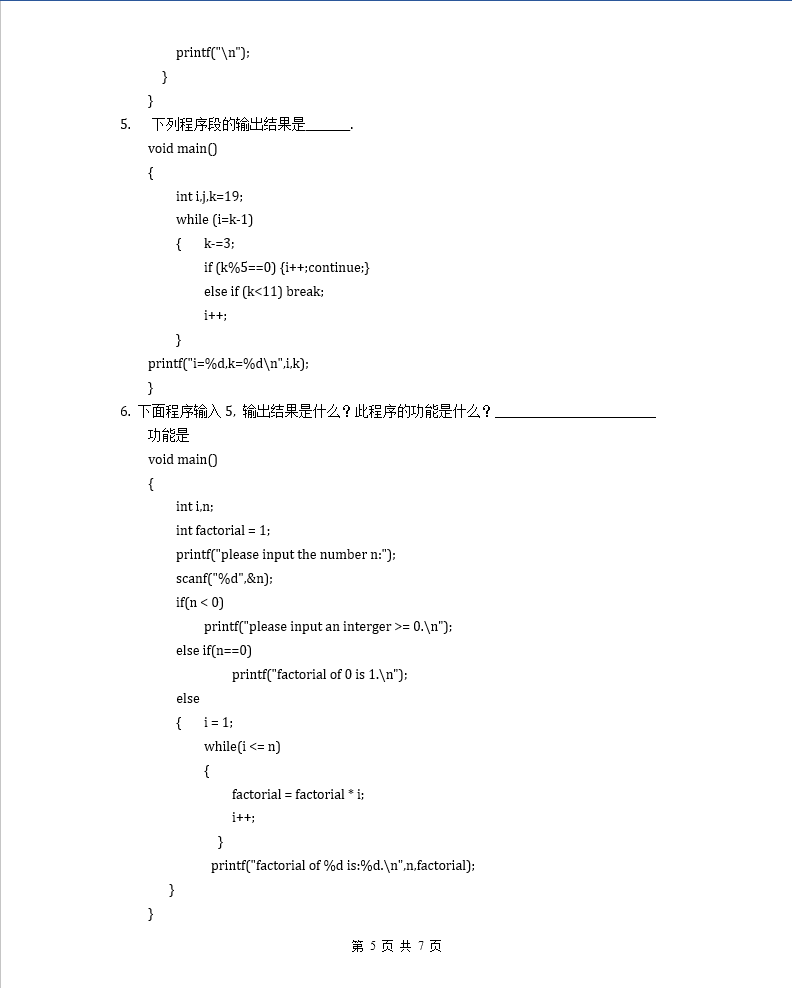 printf("\n");
}
}
5. 下列程序段的输出结果是______.
void main()
{
int i,j,k=19;
while (i=k-1)
{ k-=3;
if (k%5==0) {i++;continue;}
else if (k<11) break;
i++;
}
printf("i=%d,k=%d\n",i,k);
}
6. 下面程序输入 5, 输出结果是什么？此程序的功能是什么？_______________________
功能是
void main()
{
int i,n;
int factorial = 1;
printf("please input the number n:");
scanf("%d",&n);
if(n < 0)
printf("please input an interger >= 0.\n");
else if(n==0)
printf("factorial of 0 is 1.\n");
else
{ i = 1;
while(i <= n)
{
factorial = factorial * i;
i++;
}
printf("factorial of %d is:%d.\n",n,factorial);
}
}
第 5 页 共 7 页